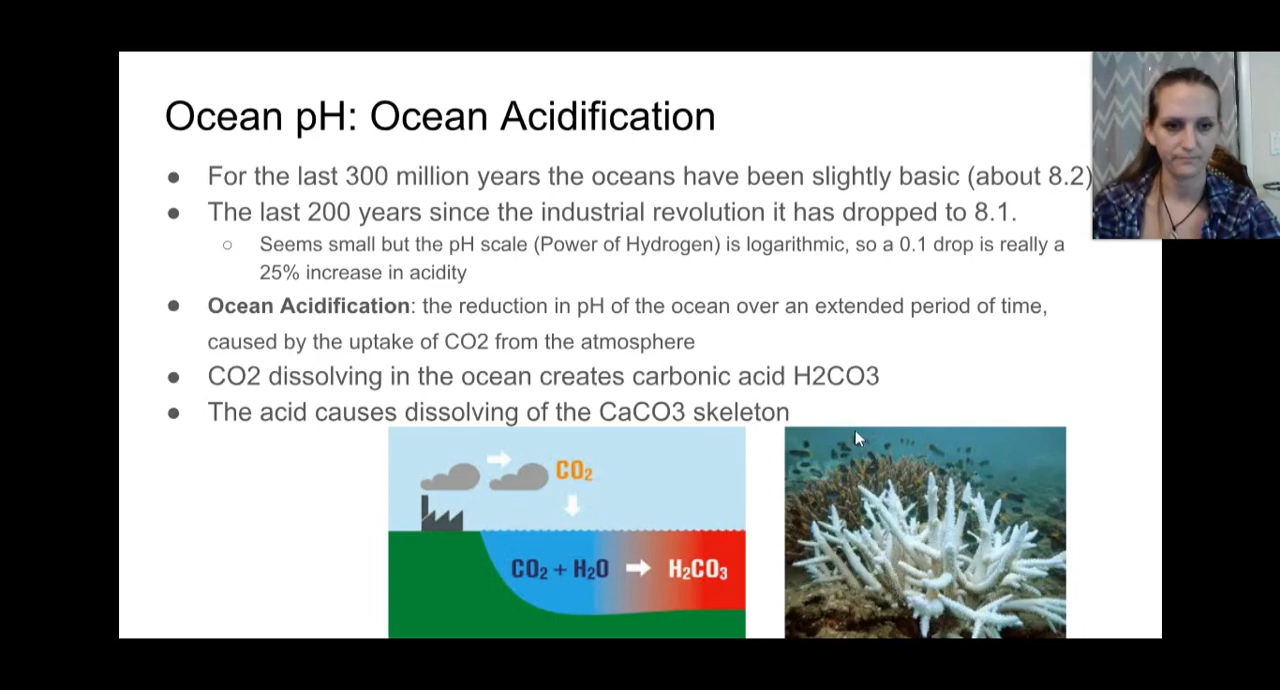 Ocean pH: Ocean Acidification
● For the last 300 million years the oceans have been slightly basic (about 8.2)
● The last 200 years since the industrial revolution it has dropped to 8.1.
○ Seems small but the pH scale (Power of Hydrogen) is logarithmic, so a 0.1 drop is really a
25% increase in acidity
● Ocean Acidification: the reduction in pH of the ocean over an extended period of time,
caused by the uptake of CO2 from the atmosphere
● CO2 dissolving in the ocean creates carbonic acid H2CO3
● The acid causes dissolving of the CaCO3 skeleton
CO₂
CO₂ + H₂O
H₂CO₃